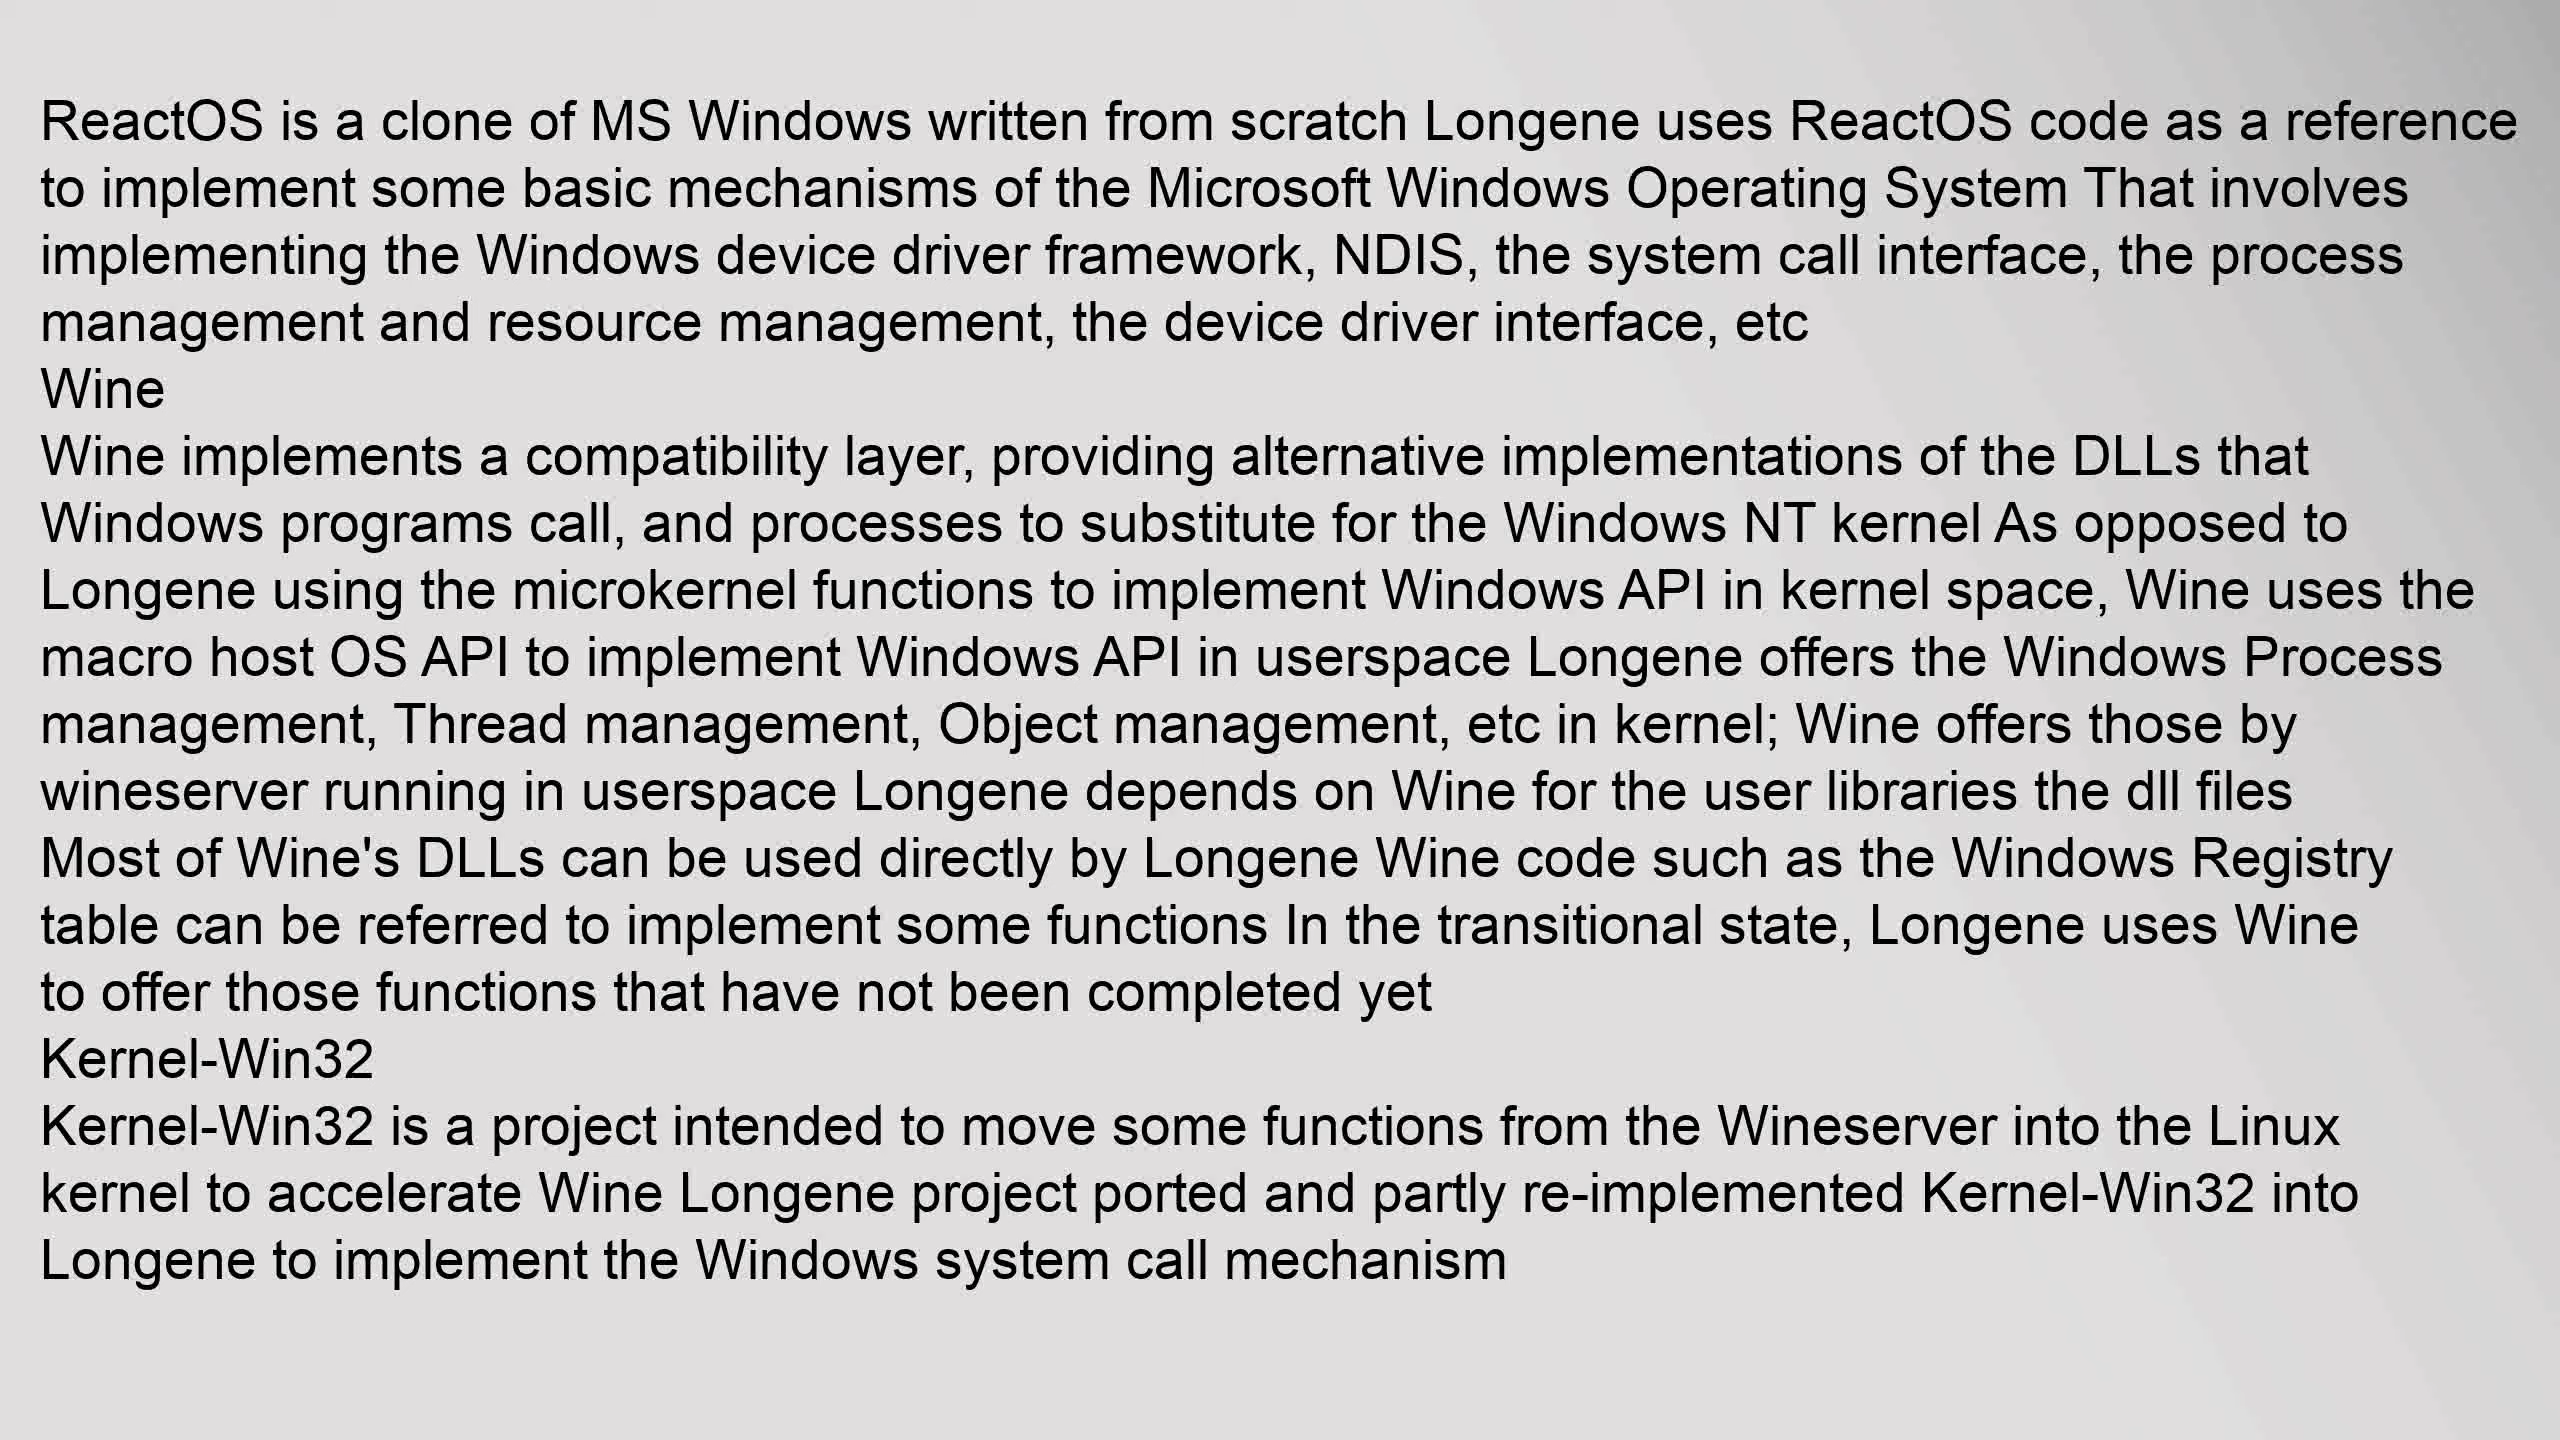 ReactOS is a clone of MS Windows written from scratch Longene uses ReactOS code as a reference
to implement some basic mechanisms of the Microsoft Windows Operating System That involves
implementing the Windows device driver framework, NDIS, the system call interface, the process
management and resource management, the device driver interface, etc
Wine
Wine implements a compatibility layer, providing alternative implementations of the DLLs that
Windows programs call, and processes to substitute for the Windows NT kernel As opposed to
Longene using the microkernel functions to implement Windows API in kernel space, Wine uses the
macro host OS API to implement Windows API in userspace Longene offers the Windows Process
management, Thread management, Object management, etc in kernel; Wine offers those by
wineserver running in userspace Longene depends on Wine for the user libraries the dll files
Most of Wine's DLLs can be used directly by Longene Wine code such as the Windows Registry
table can be referred to implement some functions In the transitional state, Longene uses Wine
to offer those functions that have not been completed yet
Kernel-Win32
Kernel-Win32 is a project intended to move some functions from the Wineserver into the Linux
kernel to accelerate Wine Longene project ported and partly re-implemented Kernel-Win32 into
Longene to implement the Windows system call mechanism